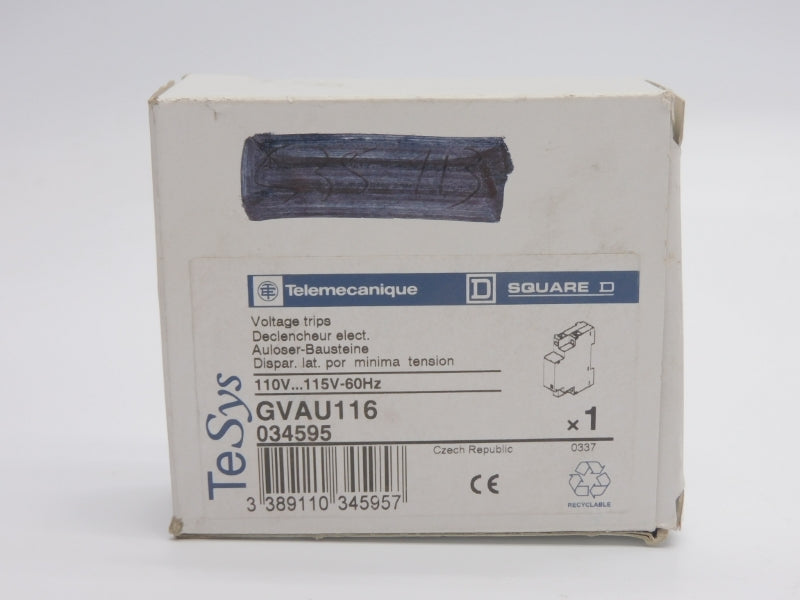 Telemecanique D SQUARE D
Voltage trips
Declencheur elect.
Auloser-Bausteine
Dispar. lat. por minima tension
110V...115V-60Hz
TeSys
GVAU116
034595
x1
Czech Republic 0337
3 389110 345957
CE
RECYCLABLE